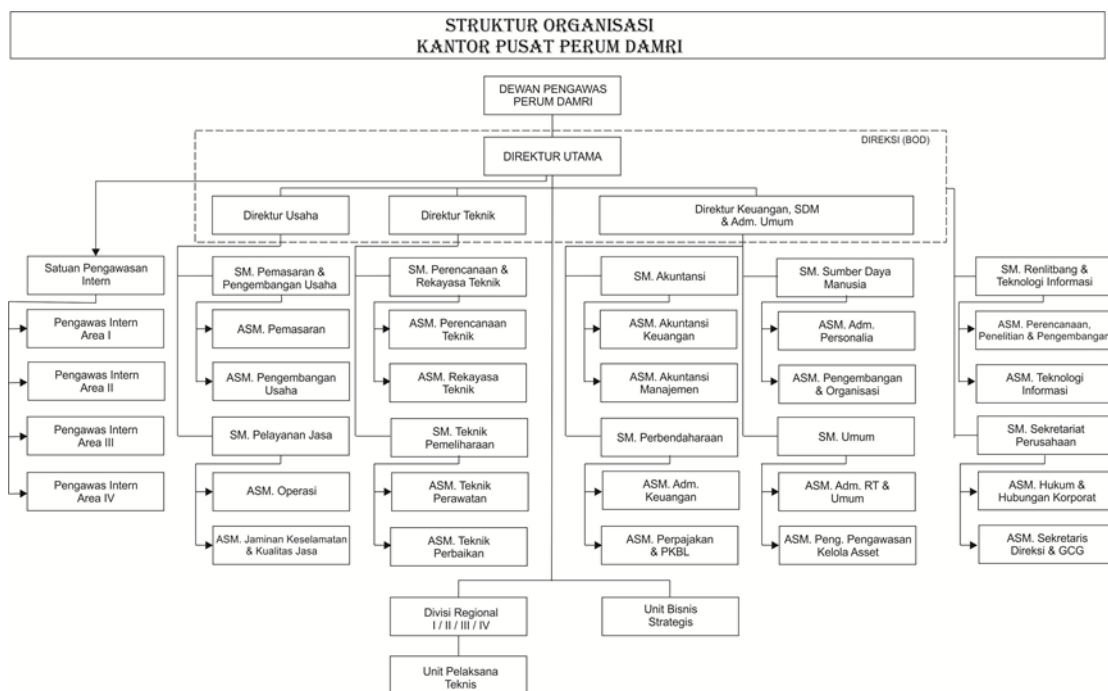 STRUKTUR ORGANISASI
KANTOR PUSAT PERUM DAMRI
DEWAN PENGAWAS
PERUM DAMRI
DIREKSI (BOD)
DIREKTUR UTAMA
Direktur Usaha
Direktur Teknik
Direktur Keuangan, SDM
& Adm. Umum
Satuan Pengawasan
Intern
Pengawas Intern
Area I
Pengawas Intern
Area II
Pengawas Intern
Area III
Pengawas Intern
Area IV
SM. Pemasaran &
Pengembangan Usaha
ASM. Pemasaran
ASM. Pengembangan
Usaha
SM. Pelayanan Jasa
ASM. Operasi
ASM. Jaminan Keselamatan
& Kualitas Jasa
SM. Perencanaan &
Rekayasa Teknik
ASM. Perencanaan
Teknik
ASM. Rekayasa
Teknik
SM. Teknik
Pemeliharaan
ASM. Teknik
Perawatan
ASM. Teknik
Perbaikan
SM. Akuntansi
ASM. Akuntansi
Keuangan
ASM. Akuntansi
Manajemen
SM. Perbendaharaan
ASM. Adm.
Keuangan
ASM. Perpajakan
& PKBL
SM. Sumber Daya
Manusia
ASM. Adm.
Personalia
ASM. Pengembangan
& Organisasi
SM. Umum
ASM. Adm. RT &
Umum
ASM. Peng. Pengawasan
Kelola Asset
SM. Renlitbang &
Teknologi Informasi
ASM. Perencanaan,
Penelitian & Pengembangan
ASM. Teknologi
Informasi
SM. Sekretariat
Perusahaan
ASM. Hukum &
Hubungan Korporat
ASM. Sekretaris
Direksi & GCG
Divisi Regional
I / II / III / IV
Unit Bisnis
Strategis
Unit Pelaksana
Teknis